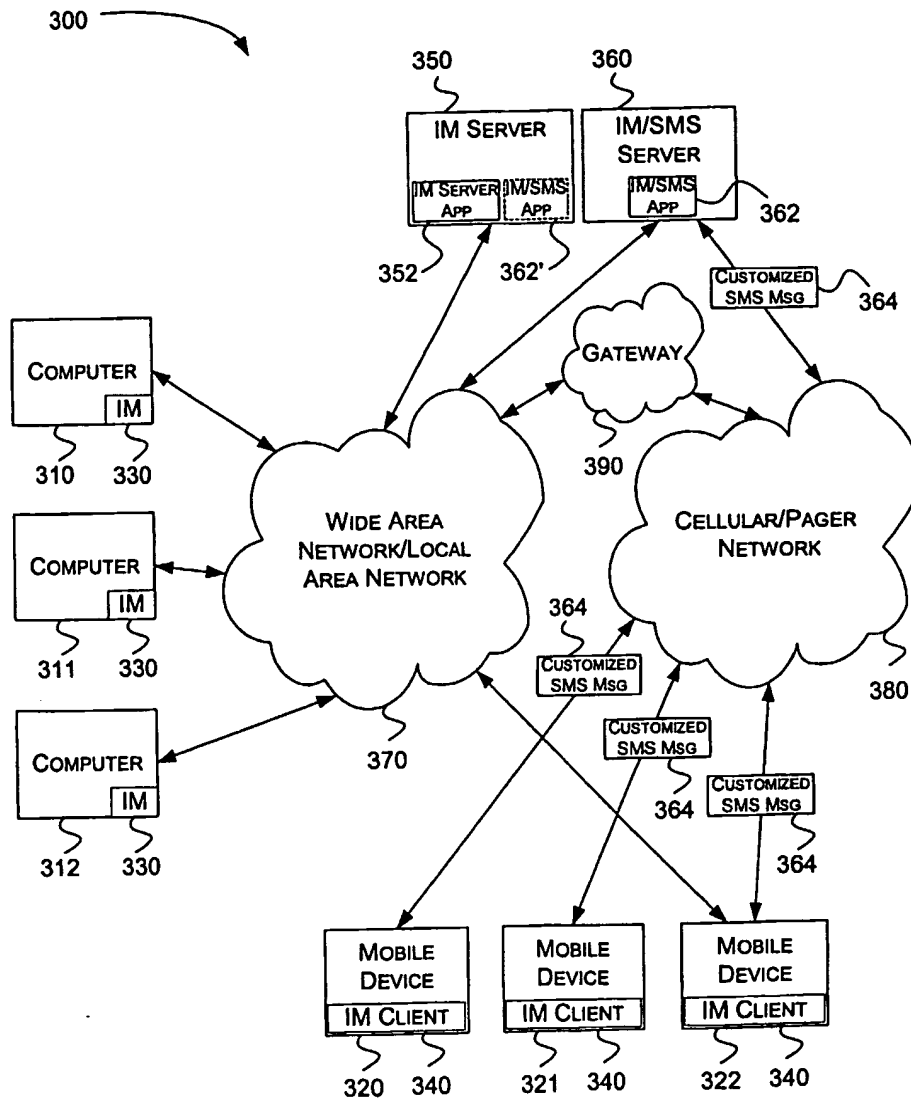 300
350
360
IM SERVER
IM/SMS
SERVER
IM SERVER
APP
IM/SMS
APP
IM/SMS
APP
362
352
362'
CUSTOMIZED
SMS MSG
364
GATEWAY
390
COMPUTER
IM
310
330
COMPUTER
IM
311
330
COMPUTER
IM
312
330
WIDE AREA
NETWORK/LOCAL
AREA NETWORK
370
CELLULAR/PAGER
NETWORK
380
364
CUSTOMIZED
SMS MSG
CUSTOMIZED
SMS MSG
364
CUSTOMIZED
SMS MSG
364
MOBILE
DEVICE
IM CLIENT
320
340
MOBILE
DEVICE
IM CLIENT
321
340
MOBILE
DEVICE
IM CLIENT
322
340